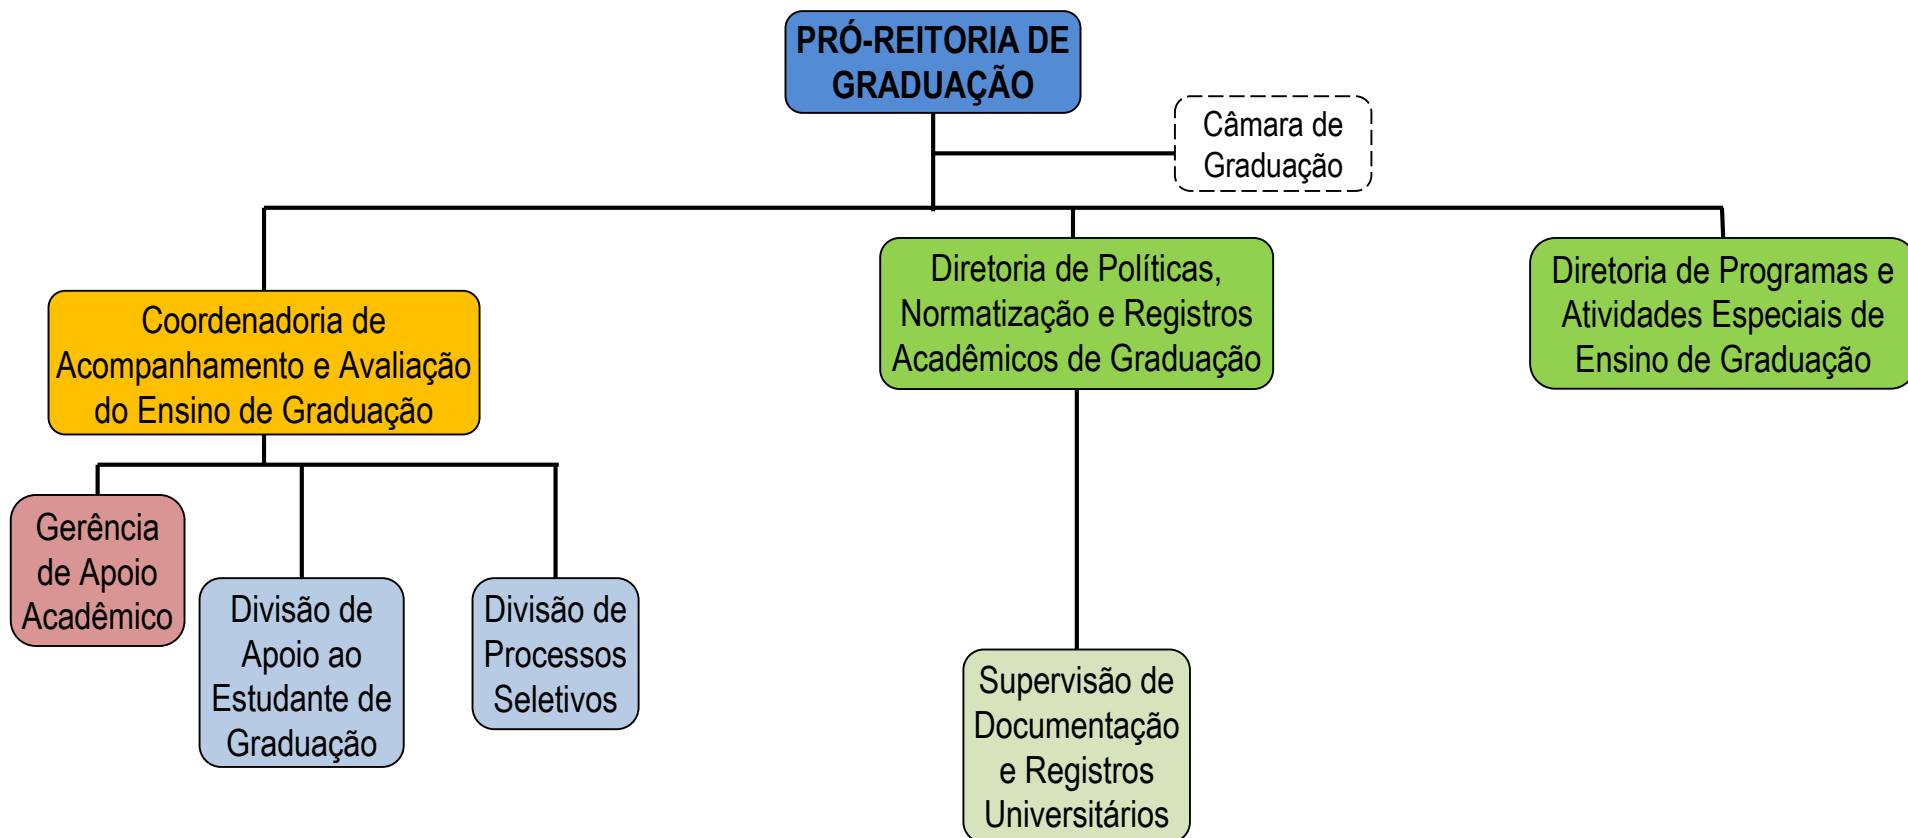 PRÓ-REITORIA DE
GRADUAÇÃO
Câmara de
Graduação
Coordenadoria de
Acompanhamento e Avaliação
do Ensino de Graduação
Diretoria de Políticas,
Normatização e Registros
Acadêmicos de Graduação
Diretoria de Programas e
Atividades Especiais de
Ensino de Graduação
Gerência
de Apoio
Acadêmico
Divisão de
Apoio ao
Estudante de
Graduação
Divisão de
Processos
Seletivos
Supervisão de
Documentação
e Registros
Universitários